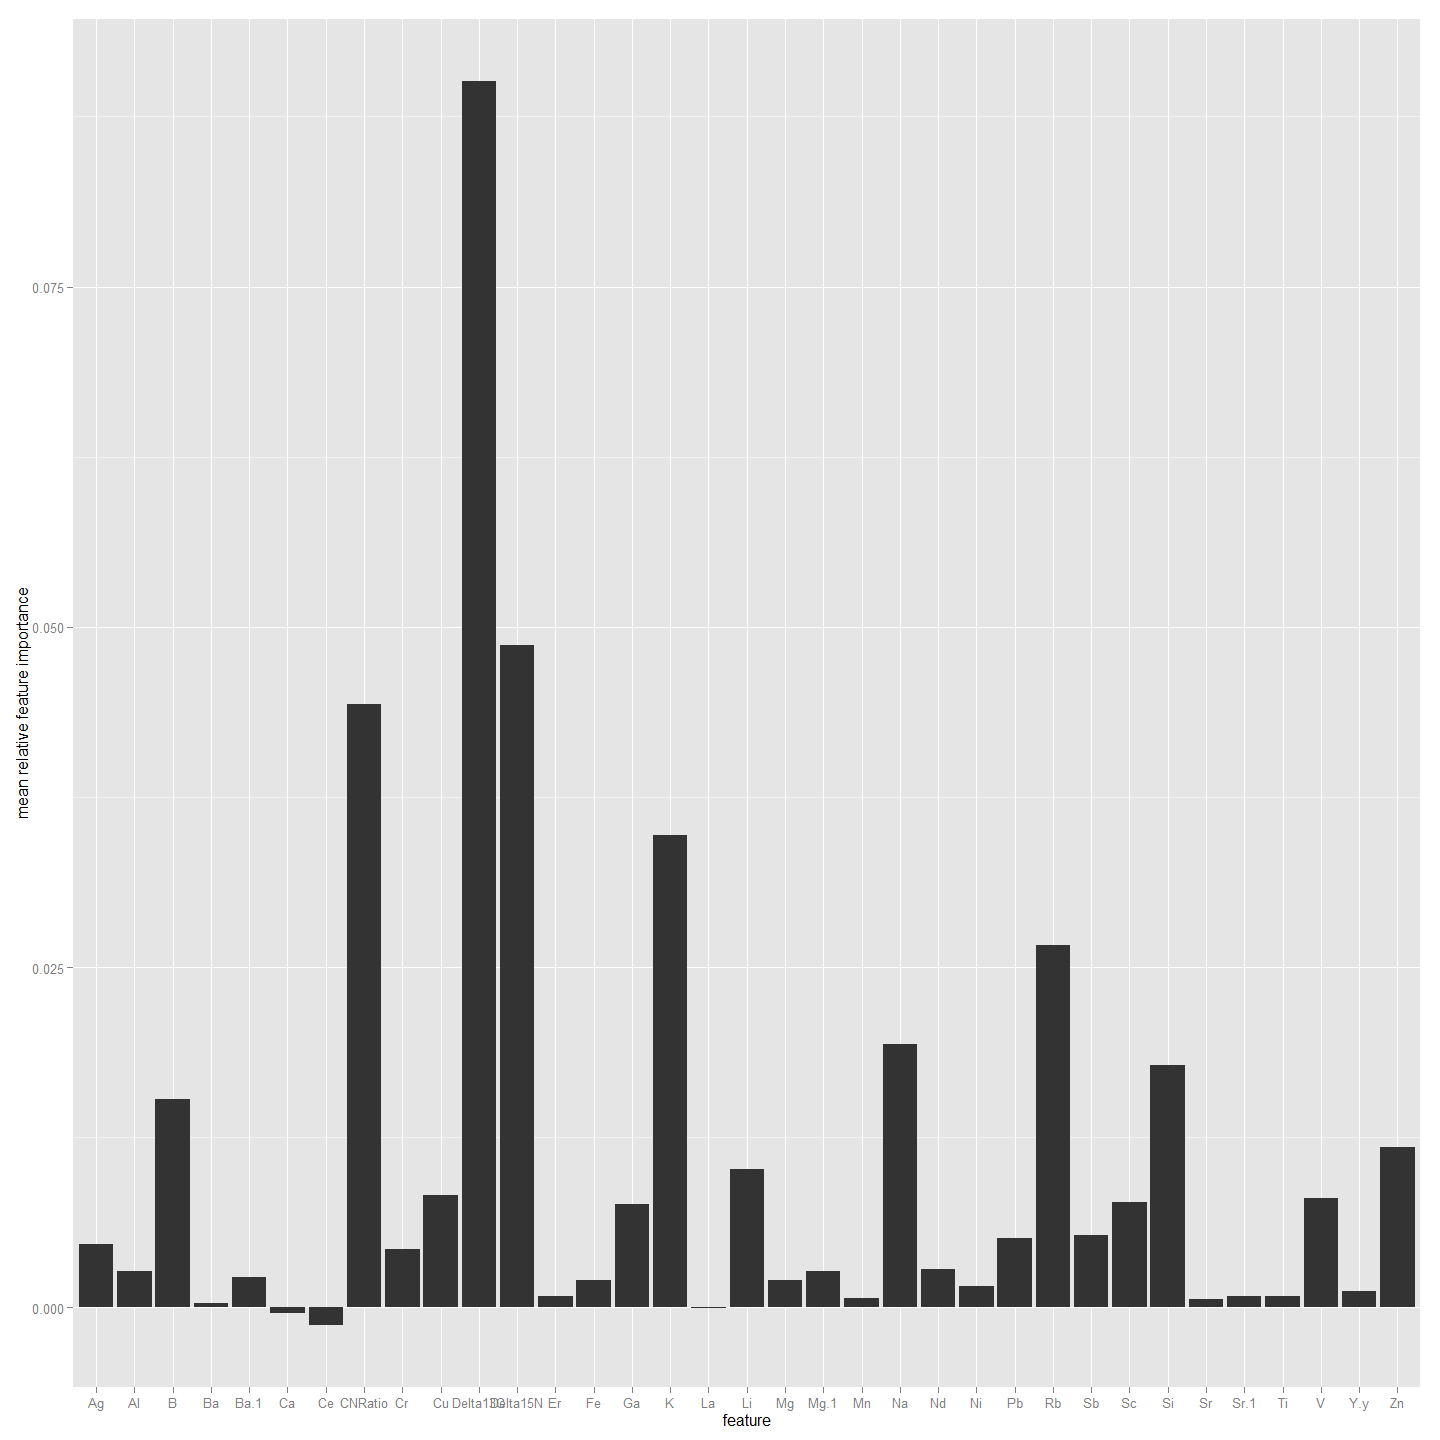 mean relative feature importance
0.075
0.050
0.025
0.000
Ag Al B Ba Ba.1 Ca Ce CNRatio Cr Cu Delta13C Delta15N Er Fe Ga K La Li Mg Mg.1 Mn Na Nd Ni Pb Rb Sb Sc Si Sr Sr.1 Ti V Y.y Zn
feature